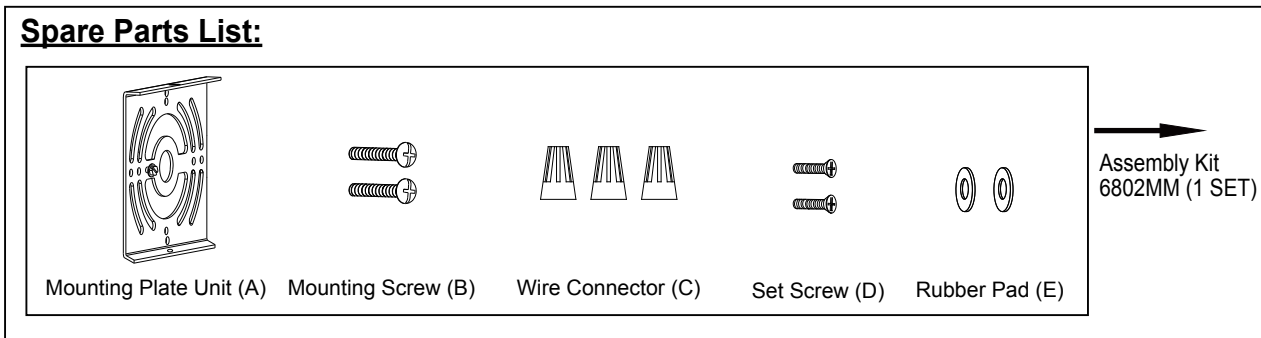 Spare Parts List:
Mounting Plate Unit (A)
Mounting Screw (B)
Wire Connector (C)
Set Screw (D)
Rubber Pad (E)
Assembly Kit
6802MM (1 SET)